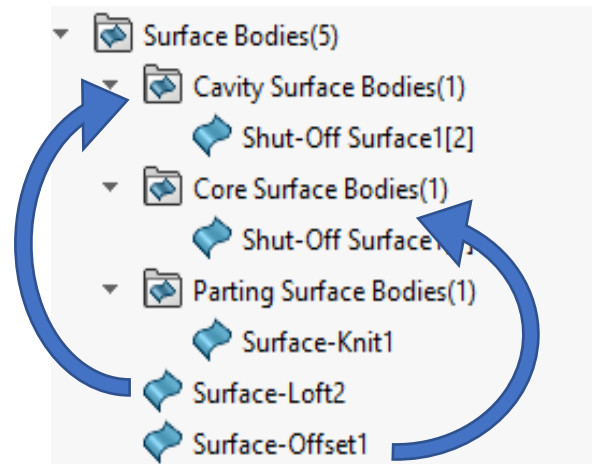 Surface Bodies(5)
Cavity Surface Bodies(1)
Shut-Off Surface1[2]
Core Surface Bodies(1)
Shut-Off
Parting Surface Bodies(1)
Surface-Knit1
Surface-Loft2
Surface-Offset1